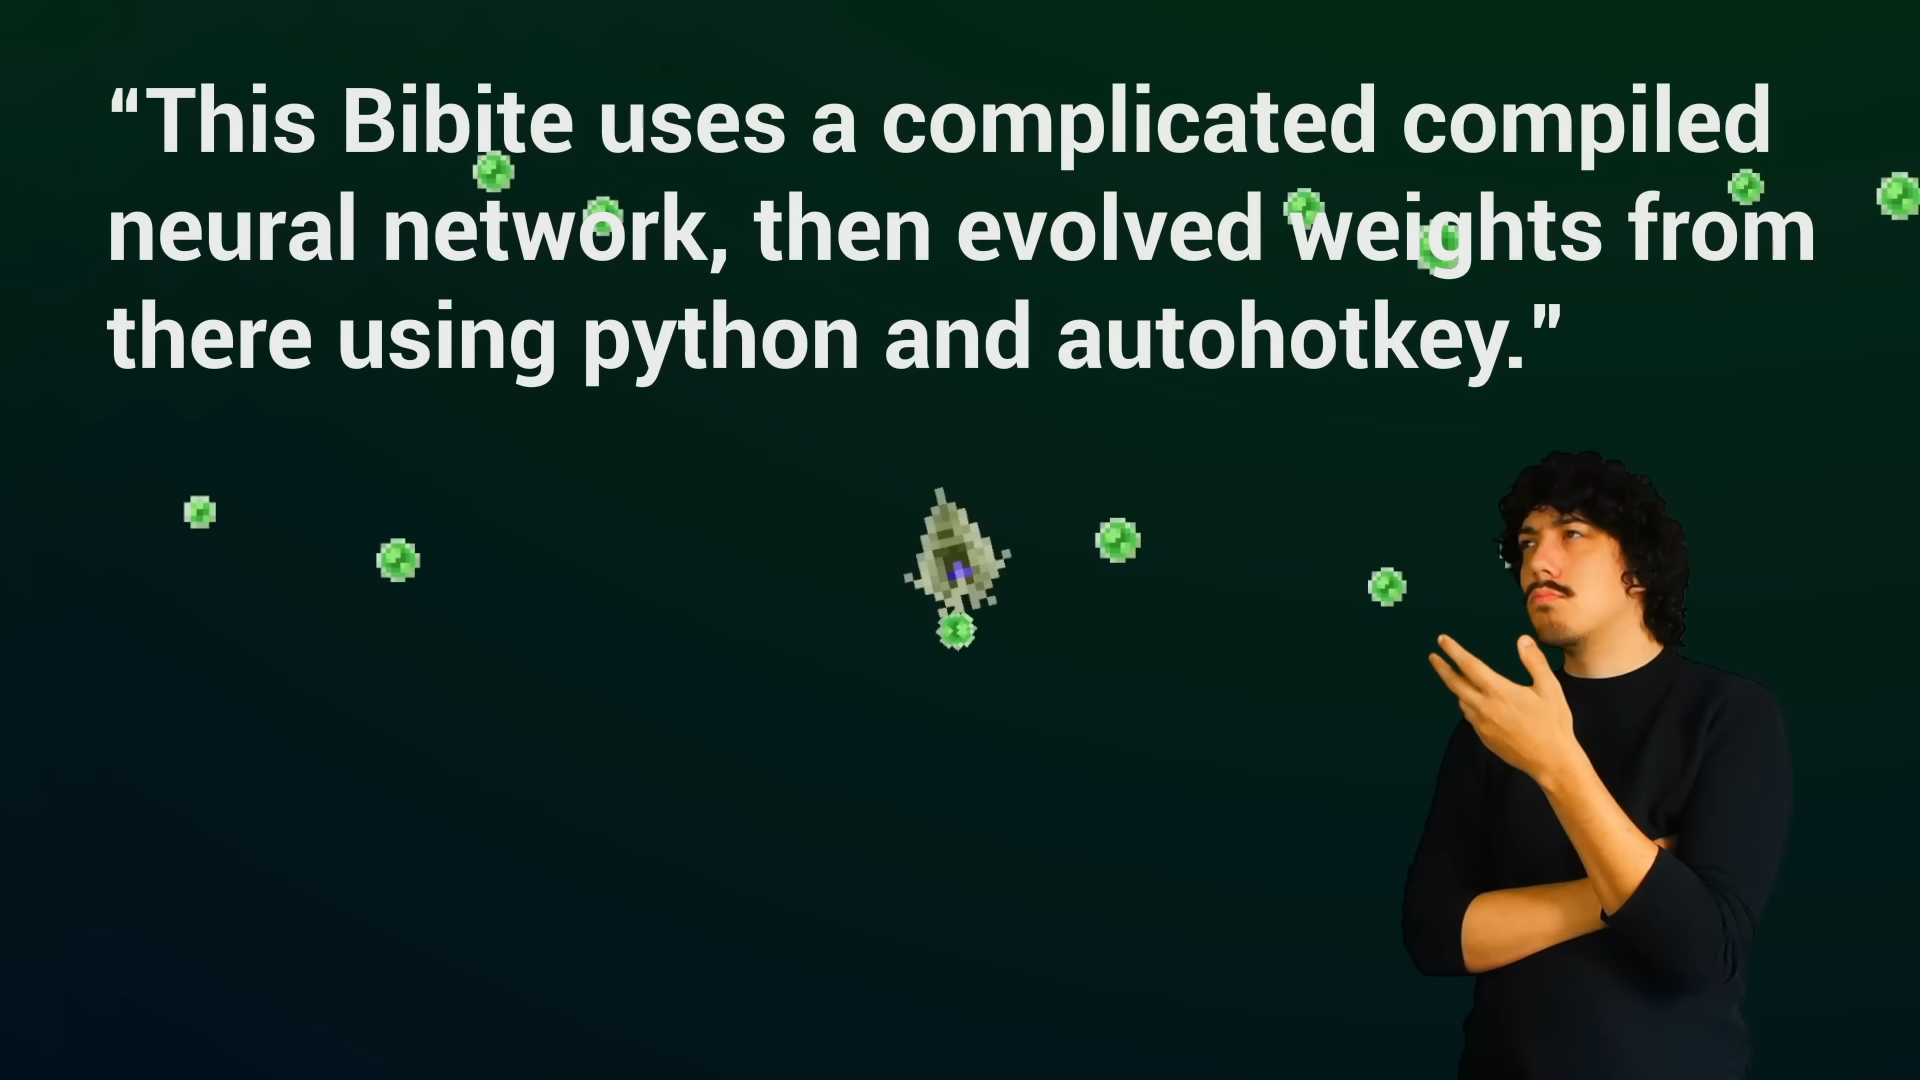 “This Bibite uses a complicated compiled
neural network, then evolved weights from
there using python and autohotkey.”